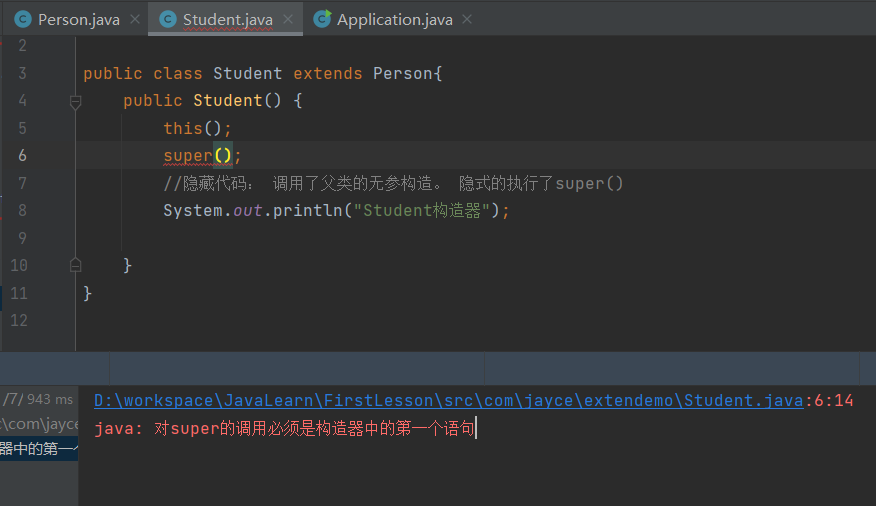 Person.java
Student.java
Application.java
2
3 public class Student extends Person{
4 public Student() {
5 this();
6 super();
7 //隐藏代码： 调用了父类的无参构造。 隐式的执行了super()
8 System.out.println("Student构造器");
9
10 }
11 }
12
/7/ 943 ms
D:\workspace\JavaLearn\FirstLesson\src\com\jayce\extendemo\Student.java:6:14
:\com\jayce
java: 对super的调用必须是构造器中的第一个语句
器中的第一个